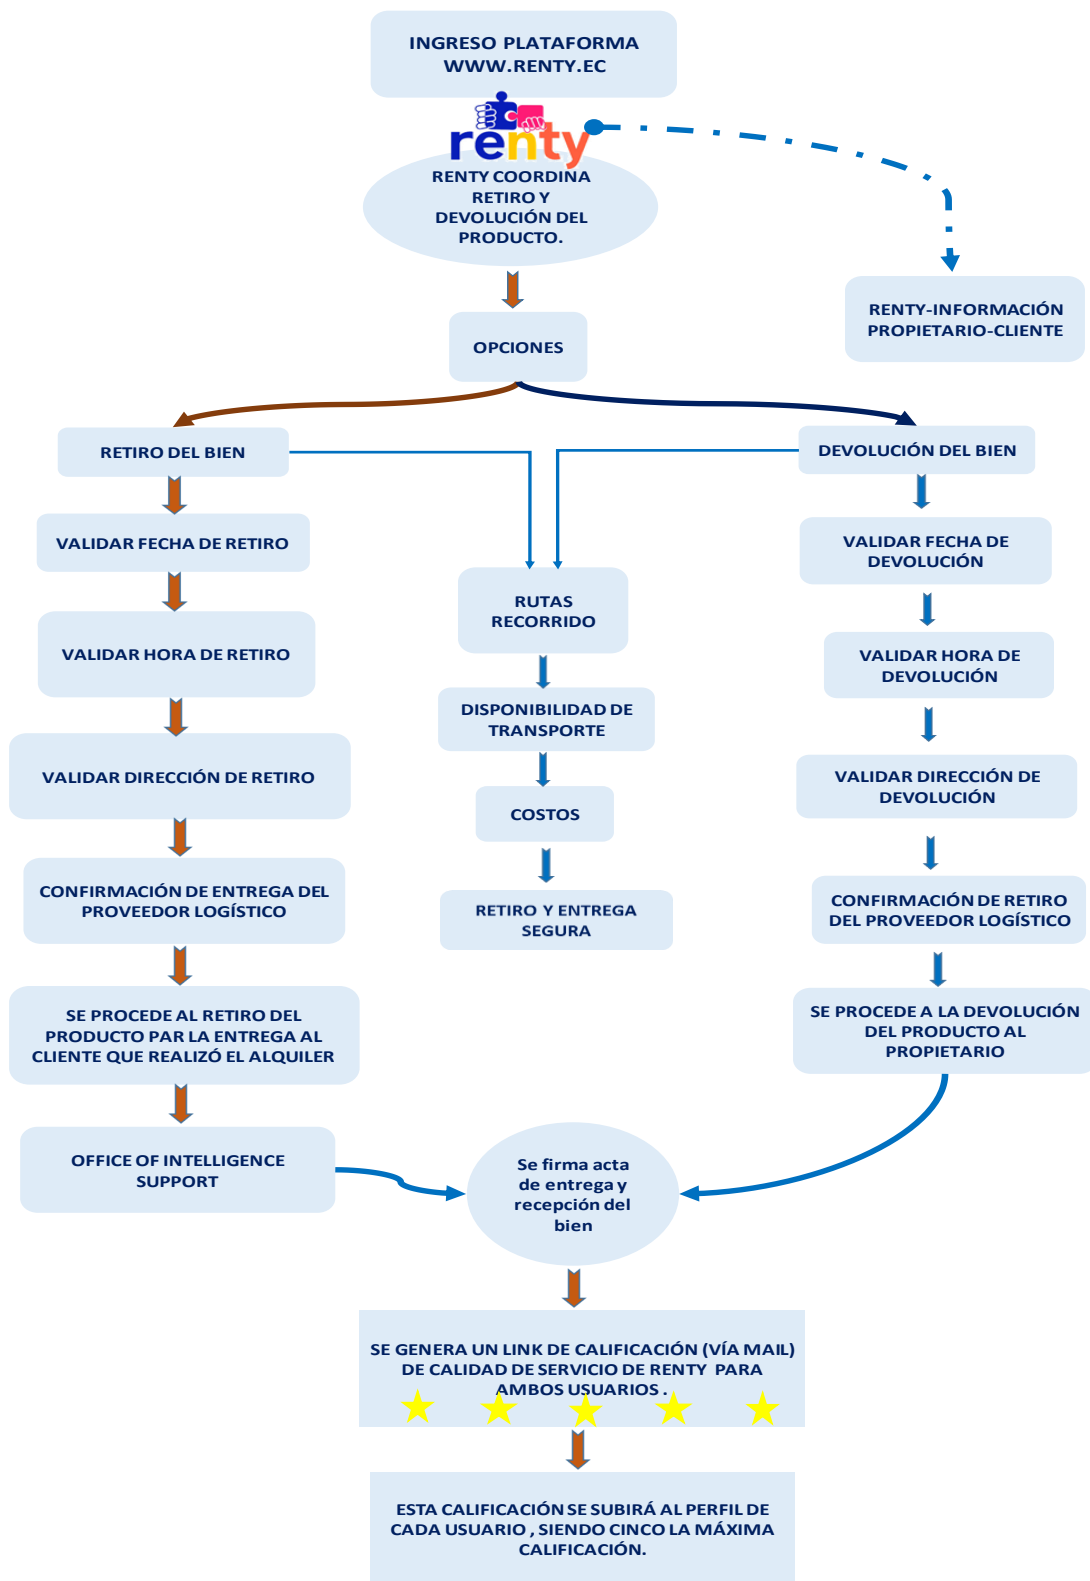 INGRESO PLATAFORMA
WWW.RENTY.EC
renty
RENTY COORDINA
RETIRO Y
DEVOLUCIÓN DEL
PRODUCTO.
RENTY-INFORMACIÓN
PROPIETARIO-CLIENTE
OPCIONES
RETIRO DEL BIEN
VALIDAR FECHA DE RETIRO
VALIDAR HORA DE RETIRO
VALIDAR DIRECCIÓN DE RETIRO
CONFIRMACIÓN DE ENTREGA DEL
PROVEEDOR LOGÍSTICO
SE PROCEDE AL RETIRO DEL
PRODUCTO PAR LA ENTREGA AL
CLIENTE QUE REALIZÓ EL ALQUILER
OFFICE OF INTELLIGENCE
SUPPORT
RUTAS
RECORRIDO
DISPONIBILIDAD DE
TRANSPORTE
COSTOS
RETIRO Y ENTREGA
SEGURA
DEVOLUCIÓN DEL BIEN
VALIDAR FECHA DE
DEVOLUCIÓN
VALIDAR HORA DE
DEVOLUCIÓN
VALIDAR DIRECCIÓN DE
DEVOLUCIÓN
CONFIRMACIÓN DE RETIRO
DEL PROVEEDOR LOGÍSTICO
SE PROCEDE A LA DEVOLUCIÓN
DEL PRODUCTO AL
PROPIETARIO
Se firma acta
de entrega y
recepción del
bien
SE GENERA UN LINK DE CALIFICACIÓN (VÍA MAIL)
DE CALIDAD DE SERVICIO DE RENTY PARA
AMBOS USUARIOS .
ESTA CALIFICACIÓN SE SUBIRÁ AL PERFIL DE
CADA USUARIO , SIENDO CINCO LA MÁXIMA
CALIFICACIÓN.